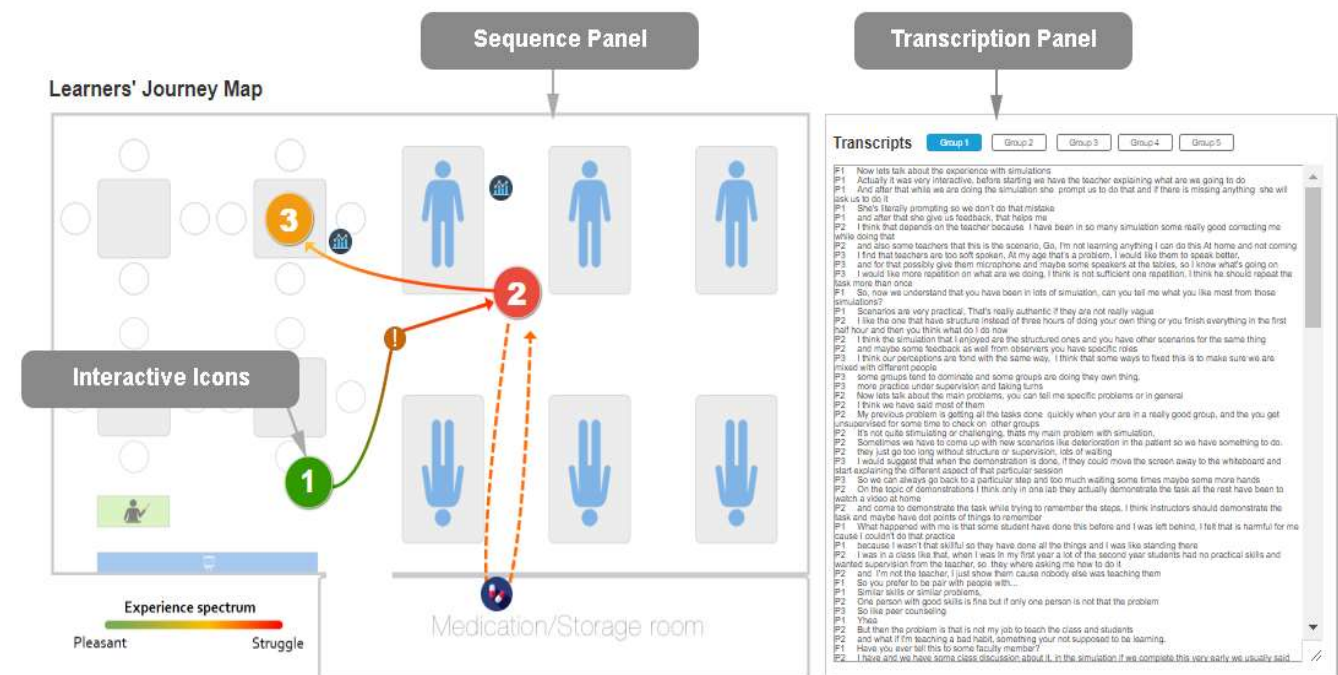 Sequence Panel
Transcription Panel
Learners' Journey Map
3
2
1
!
Interactive Icons
Experience spectrum
Pleasant
Struggle
Medication/Storage room
Transcripts
Group 1
Group 2
Group 3
Group 4
Group 5
F1 Now lets talk about the experience with simulations
P1 Actually it was very interactive, before starting we have the teacher explaining what are we going to do
P1 And after that while we are doing the simulation she prompt us to do that and if there is missing anything she will
ask us to do it
P1 She's literally prompting so we don't do that mistake
P1 and after that she give us feedback, that helps me
P2 I think that depends on the teacher because I have been in so many simulation some really good correcting me
while doing that
P2 and also some teachers that this is the scenario, Go, I'm not learning anything I can do this At home and not coming
P3 I find that teachers are too soft spoken, At my age that's a problem, I would like them to speak better,
P3 and for that possibly give them microphone and maybe some speakers at the tables, so I know what's going on
P3 I would like more repetition on what are we doing, I think is not sufficient one repetition, I think he should repeat the
task more than once
F1 So, now we understand that you have been in lots of simulation, can you tell me what you like most from those
simulations?
P1 Scenarios are very practical, That's really authentic if they are not really vague
P2 I like the one that have structure instead of three hours of doing your own thing or you finish everything in the first
half hour and then you think what do I do now
P2 I think the simulation that I enjoyed are the structured ones and you have other scenarios for the same thing
P2 and maybe some feedback as well from observers you have specific roles
P3 I think our perceptions are fond with the same way, I think that some ways to fixed this is to make sure we are
mixed with different people
P3 some groups tend to dominate and some groups are doing they own thing,
P3 more practice under supervision and taking turns
P2 Now lets talk about the main problems, you can tell me specific problems or in general
P2 I think we have said most of them
P2 My previous problem is getting all the tasks done quickly when your are in a really good group, and the you get
unsupervised for some time to check on other groups
P2 It's not quite stimulating or challenging, thats my main problem with simulation,
P2 Sometimes we have to come up with new scenarios like deterioration in the patient so we have something to do.
P2 they just go too long without structure or supervision, lots of waiting
P3 I would suggest that when the demonstration is done, if they could move the screen away to the whiteboard and
start explaining the different aspect of that particular session
P3 So we can always go back to a particular step and too much waiting some times maybe some more hands
P2 On the topic of demonstrations I think only in one lab they actually demonstrate the task all the rest have been to
watch a video at home
P2 and come to demonstrate the task while trying to remember the steps, I think instructors should demonstrate the
task and maybe have dot points of things to remember
P1 What happened with me is that some student have done this before and I was left behind, I felt that is harmful for me
cause I couldn't do that practice
P1 because I wasn't that skillful so they have done all the things and I was like standing there
P2 I was in a class like that, when I was in my first year a lot of the second year students had no practical skills and
wanted supervision from the teacher, so they where asking me how to do it
P2 and I'm not the teacher, I just show them cause nobody else was teaching them
F1 So you prefer to be pair with people with...
P1 Similar skills or similar problems,
P2 One person with good skills is fine but if only one person is not that the problem
P3 So like peer counseling
P1 Yhea
P2 But then the problem is that is not my job to teach the class and students
P2 and what if I'm teaching a bad habit, something your not supposed to be learning.
F1 Have you ever tell this to some faculty member?
P2 I have and we have some class discussion about it, in the simulation if we complete this very early we usually said